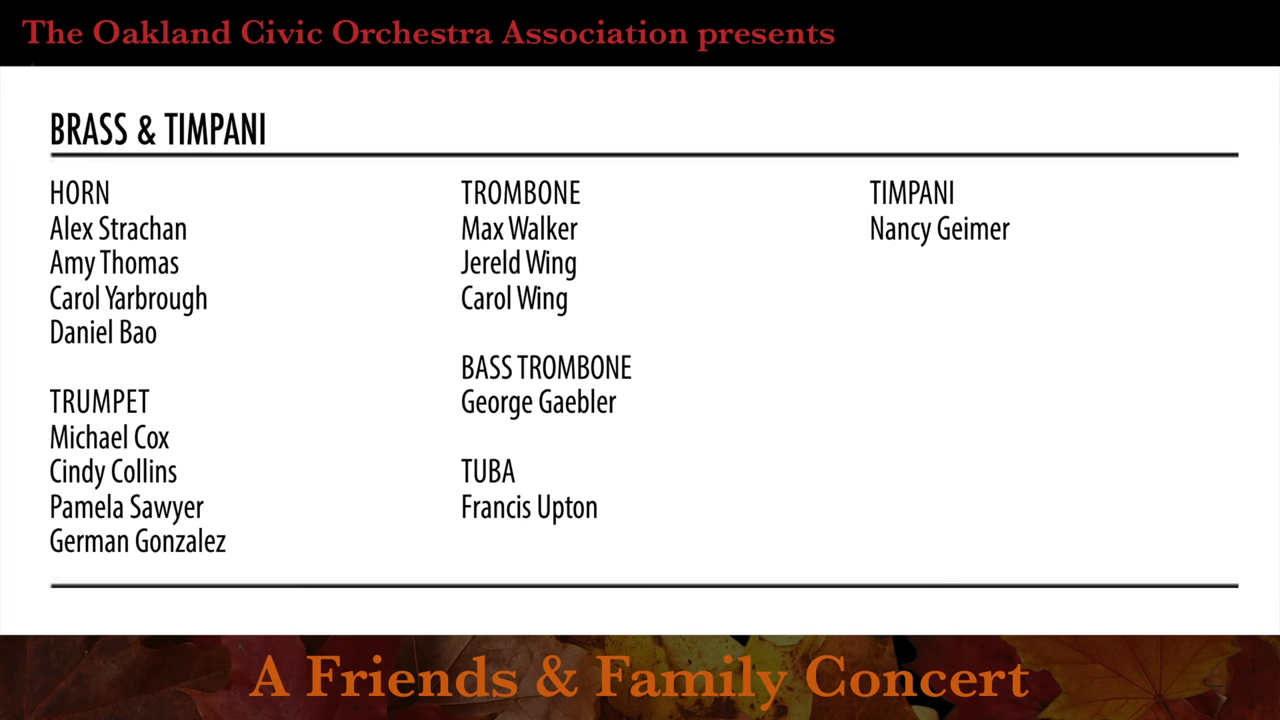 The Oakland Civic Orchestra Association presents
BRASS & TIMPANI
HORN
Alex Strachan
Amy Thomas
Carol Yarbrough
Daniel Bao
TRUMPET
Michael Cox
Cindy Collins
Pamela Sawyer
German Gonzalez
TROMBONE
Max Walker
Jereld Wing
Carol Wing
BASS TROMBONE
George Gaebler
TUBA
Francis Upton
TIMPANI
Nancy Geimer
A Friends & Family Concert